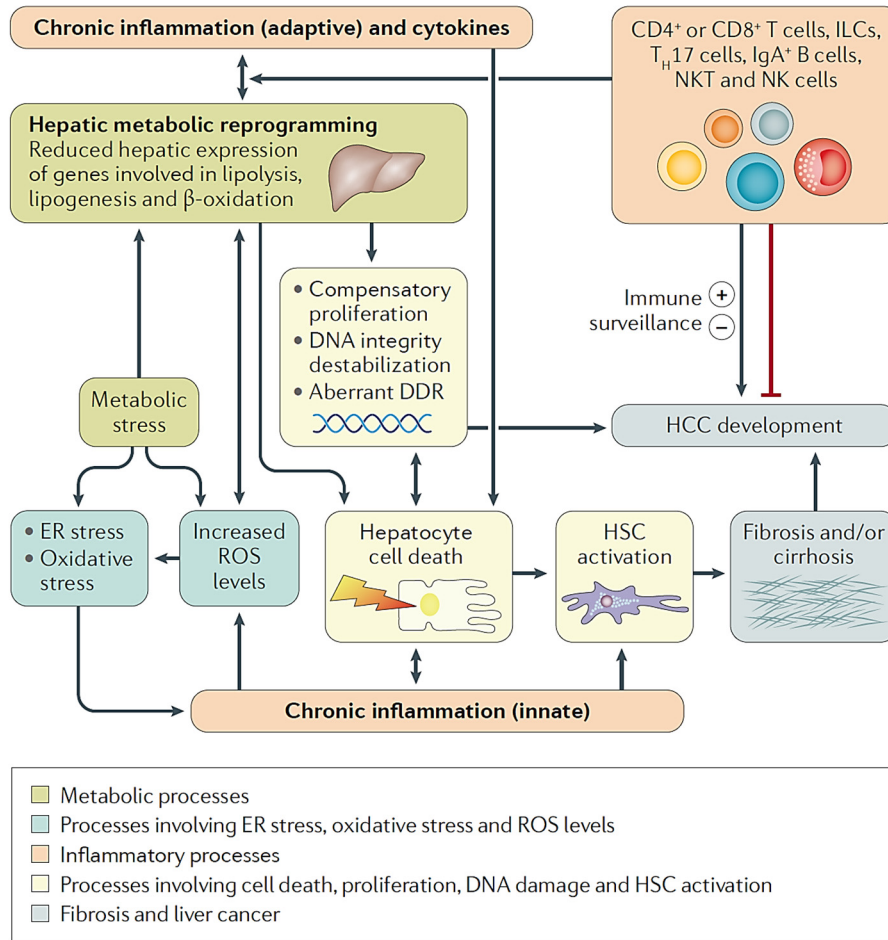 Chronic inflammation (adaptive) and cytokines
CD4⁺ or CD8⁺ T cells, ILCs,
T_H17 cells, IgA⁺ B cells,
NKT and NK cells
Hepatic metabolic reprogramming
Reduced hepatic expression
of genes involved in lipolysis,
lipogenesis and β-oxidation
• Compensatory
proliferation
• DNA integrity
destabilization
• Aberrant DDR
Immune
surveillance
+
−
Metabolic
stress
HCC development
• ER stress
• Oxidative
stress
Increased
ROS
levels
Hepatocyte
cell death
HSC
activation
Fibrosis and/or
cirrhosis
Chronic inflammation (innate)
Metabolic processes
Processes involving ER stress, oxidative stress and ROS levels
Inflammatory processes
Processes involving cell death, proliferation, DNA damage and HSC activation
Fibrosis and liver cancer